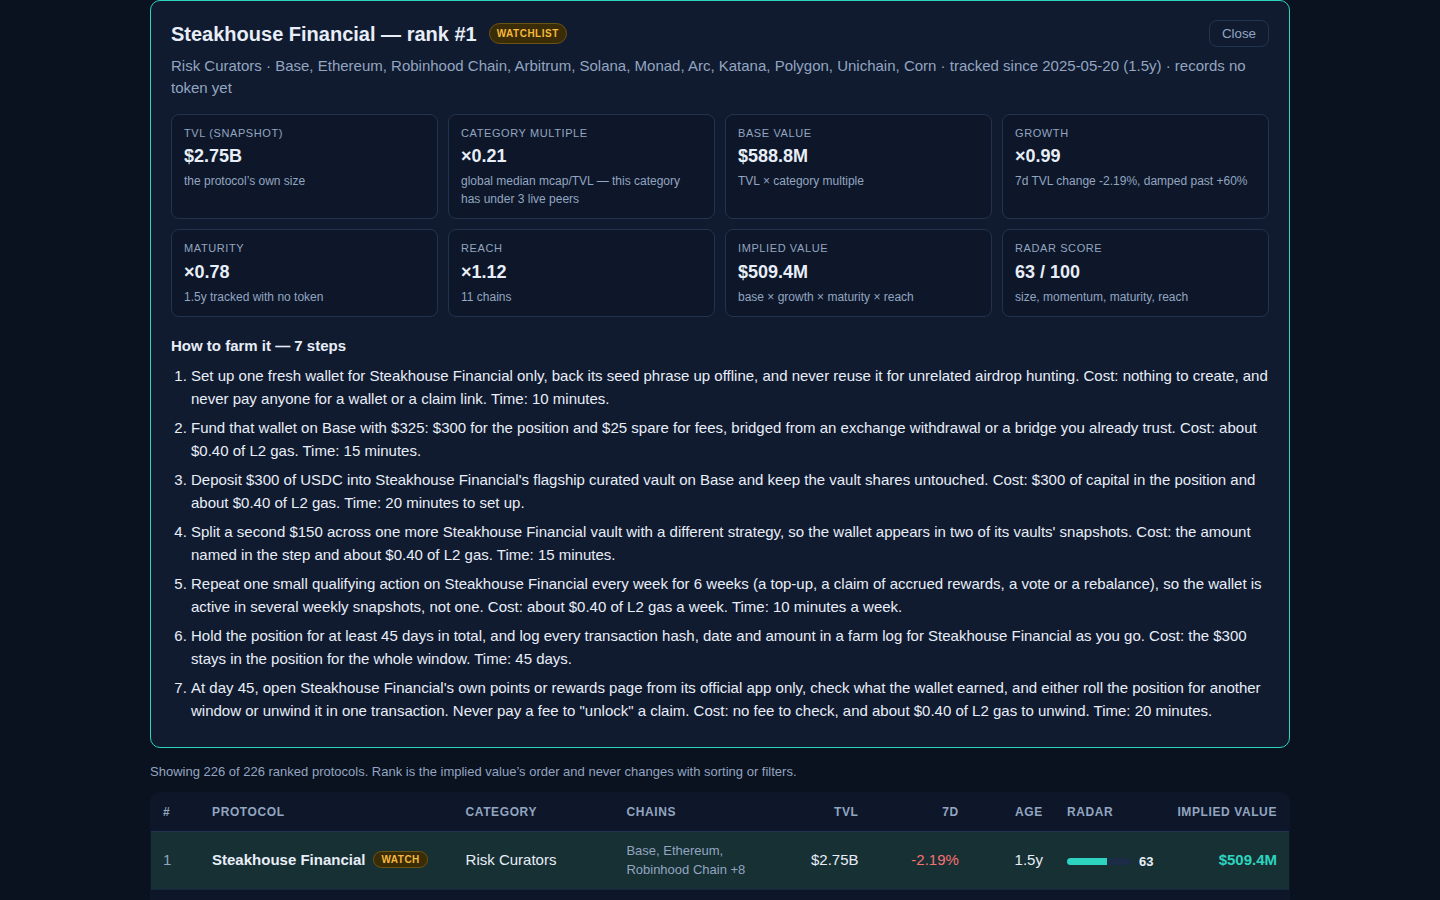 Steakhouse Financial — rank #1 WATCHLIST Close
Risk Curators · Base, Ethereum, Robinhood Chain, Arbitrum, Solana, Monad, Arc, Katana, Polygon, Unichain, Corn · tracked since 2025-05-20 (1.5y) · records no
token yet
TVL (SNAPSHOT)
$2.75B
the protocol’s own size
CATEGORY MULTIPLE
×0.21
global median mcap/TVL — this category
has under 3 live peers
BASE VALUE
$588.8M
TVL × category multiple
GROWTH
×0.99
7d TVL change -2.19%, damped past +60%
MATURITY
×0.78
1.5y tracked with no token
REACH
×1.12
11 chains
IMPLIED VALUE
$509.4M
base × growth × maturity × reach
RADAR SCORE
63 / 100
size, momentum, maturity, reach
How to farm it — 7 steps
1. Set up one fresh wallet for Steakhouse Financial only, back its seed phrase up offline, and never reuse it for unrelated airdrop hunting. Cost: nothing to create, and
never pay anyone for a wallet or a claim link. Time: 10 minutes.
2. Fund that wallet on Base with $325: $300 for the position and $25 spare for fees, bridged from an exchange withdrawal or a bridge you already trust. Cost: about
$0.40 of L2 gas. Time: 15 minutes.
3. Deposit $300 of USDC into Steakhouse Financial's flagship curated vault on Base and keep the vault shares untouched. Cost: $300 of capital in the position and
about $0.40 of L2 gas. Time: 20 minutes to set up.
4. Split a second $150 across one more Steakhouse Financial vault with a different strategy, so the wallet appears in two of its vaults' snapshots. Cost: the amount
named in the step and about $0.40 of L2 gas. Time: 15 minutes.
5. Repeat one small qualifying action on Steakhouse Financial every week for 6 weeks (a top-up, a claim of accrued rewards, a vote or a rebalance), so the wallet is
active in several weekly snapshots, not one. Cost: about $0.40 of L2 gas a week. Time: 10 minutes a week.
6. Hold the position for at least 45 days in total, and log every transaction hash, date and amount in a farm log for Steakhouse Financial as you go. Cost: the $300
stays in the position for the whole window. Time: 45 days.
7. At day 45, open Steakhouse Financial's own points or rewards page from its official app only, check what the wallet earned, and either roll the position for another
window or unwind it in one transaction. Never pay a fee to "unlock" a claim. Cost: no fee to check, and about $0.40 of L2 gas to unwind. Time: 20 minutes.
Showing 226 of 226 ranked protocols. Rank is the implied value’s order and never changes with sorting or filters.
# PROTOCOL CATEGORY CHAINS TVL 7D AGE RADAR IMPLIED VALUE
1 Steakhouse Financial WATCH Risk Curators Base, Ethereum, Robinhood Chain +8 $2.75B -2.19% 1.5y 63 $509.4M